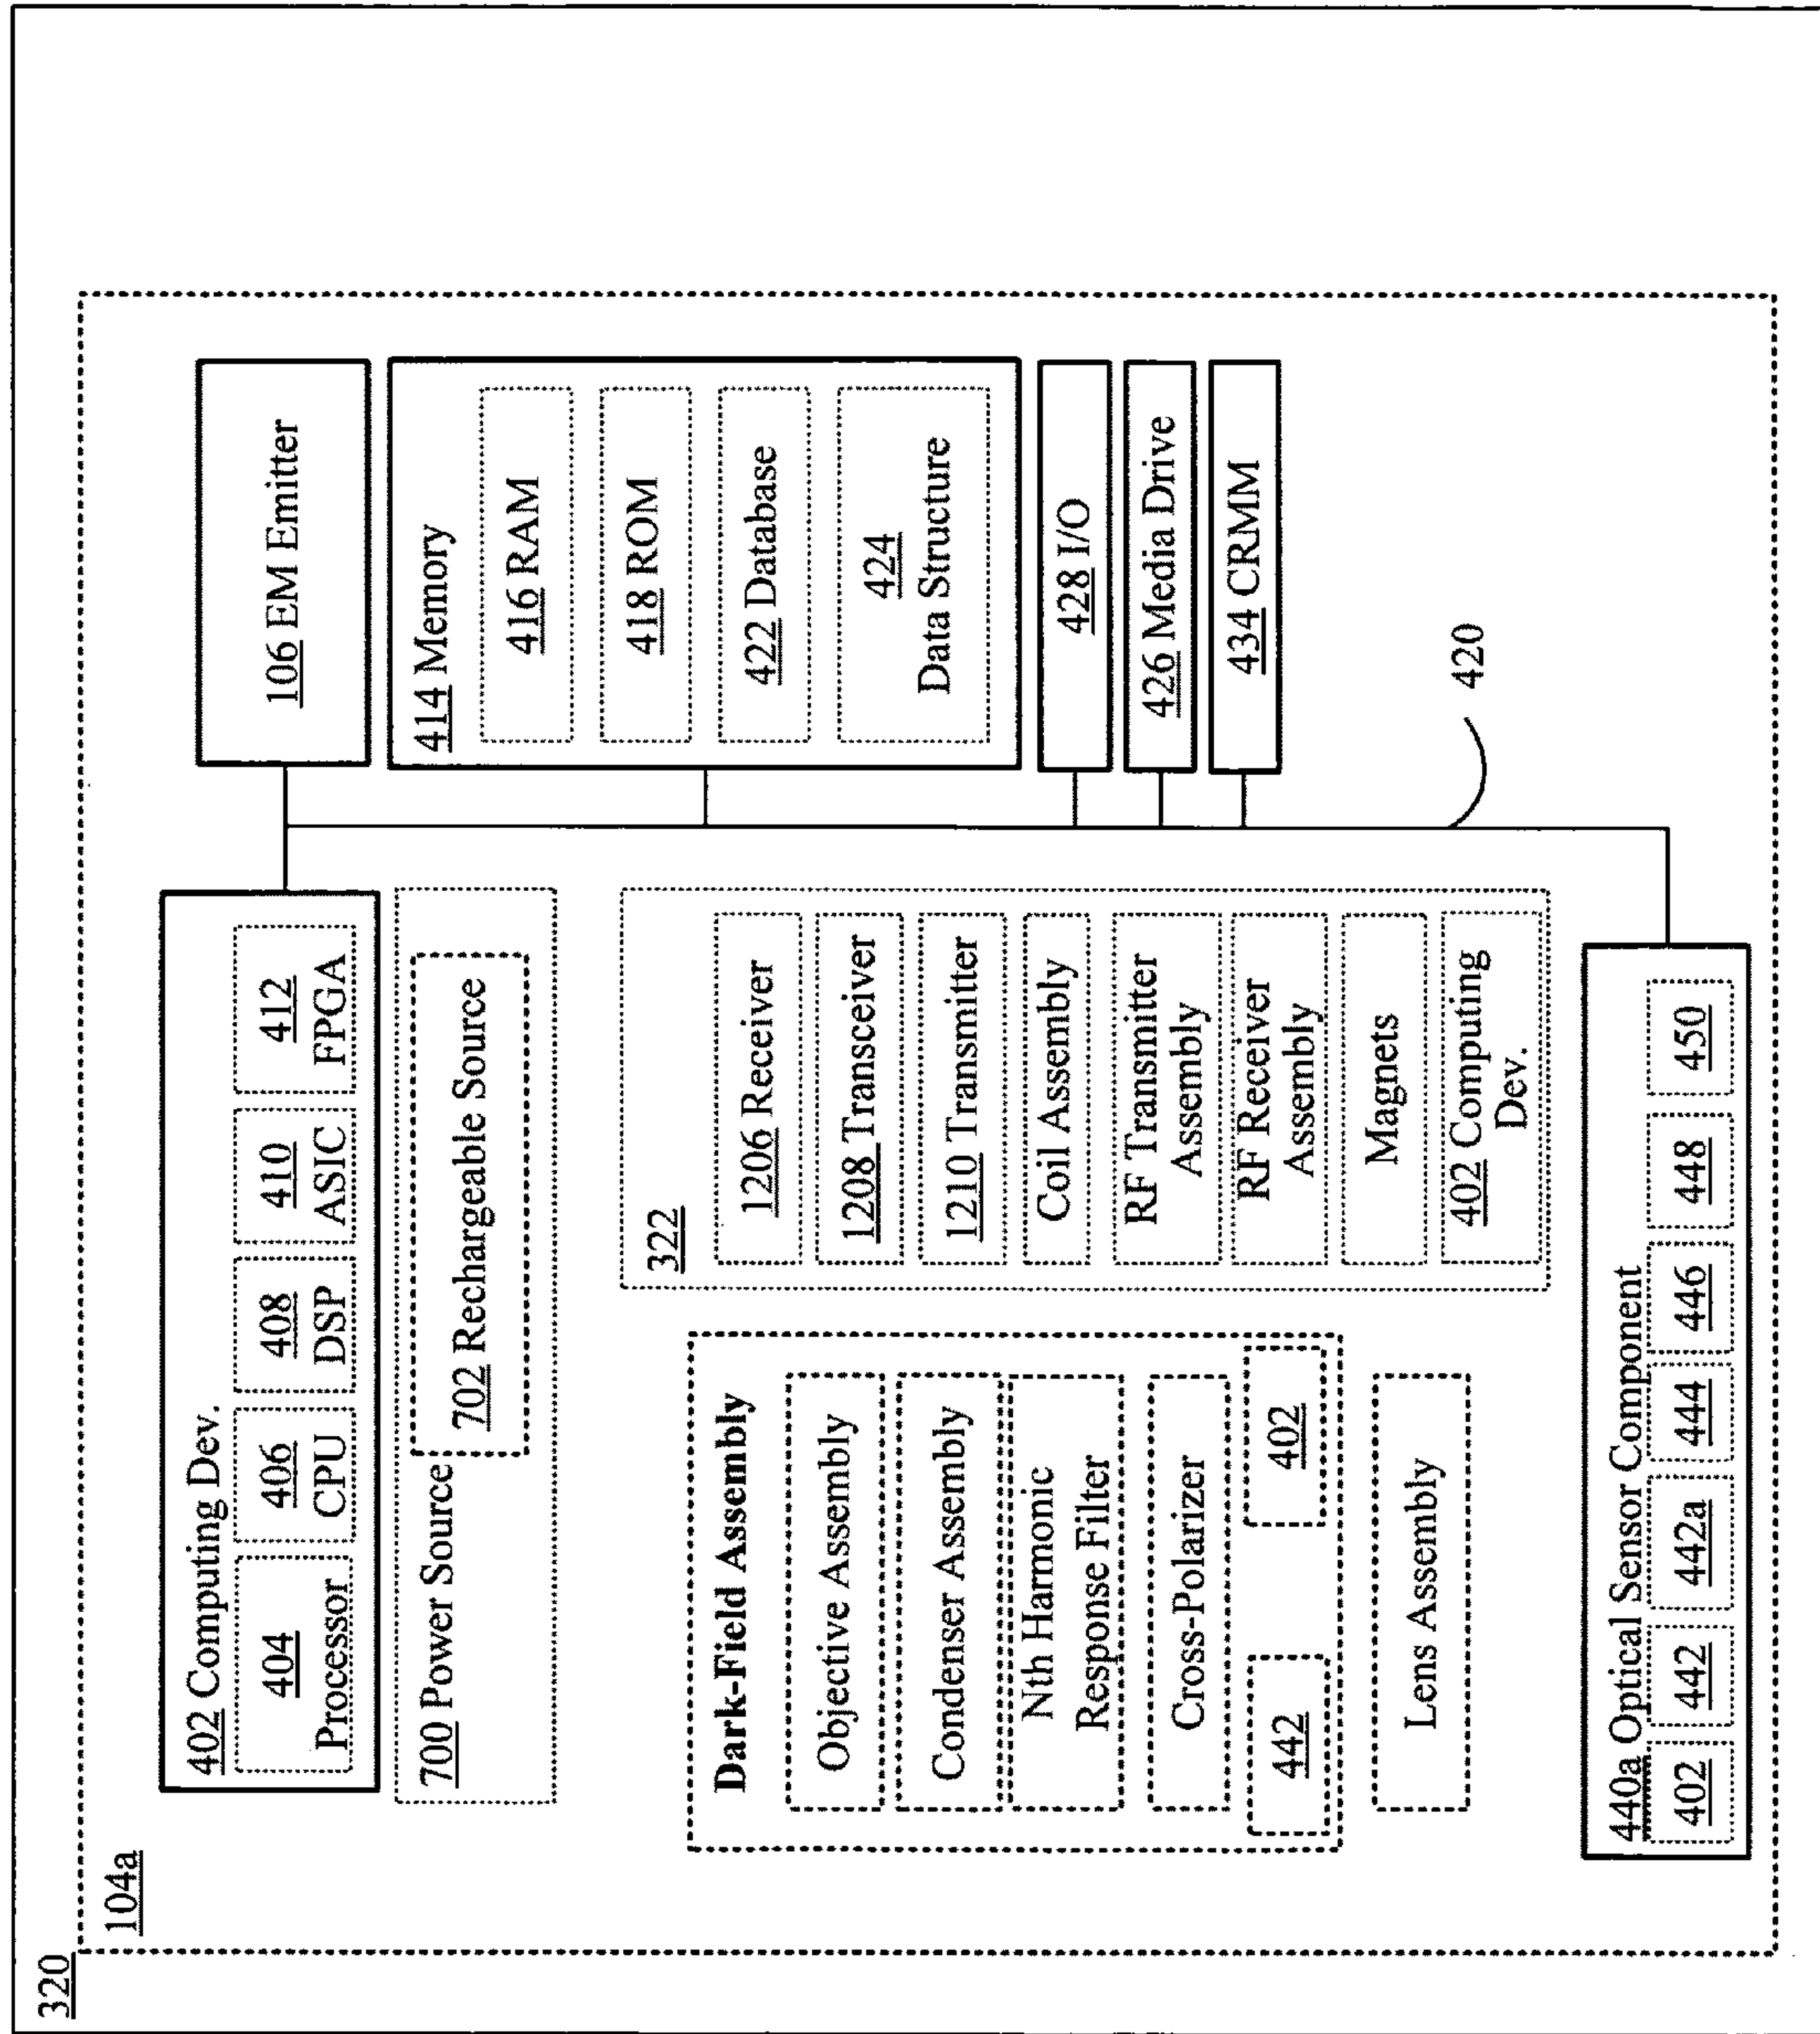 320
104a
402 Computing Dev.
404
Processor
406
CPU
408
DSP
410
ASIC
412
FPGA
700 Power Source
702 Rechargeable Source
106 EM Emitter
414 Memory
416 RAM
418 ROM
422 Database
424
Data Structure
428 I/O
426 Media Drive
434 CRMM
420
Dark-Field Assembly
Objective Assembly
Condenser Assembly
Nth Harmonic
Response Filter
Cross-Polarizer
442
402
Lens Assembly
322
1206 Receiver
1208 Transceiver
1210 Transmitter
Coil Assembly
RF Transmitter
Assembly
RF Receiver
Assembly
Magnets
402 Computing
Dev.
440a Optical Sensor Component
402
442
442a
444
446
448
450